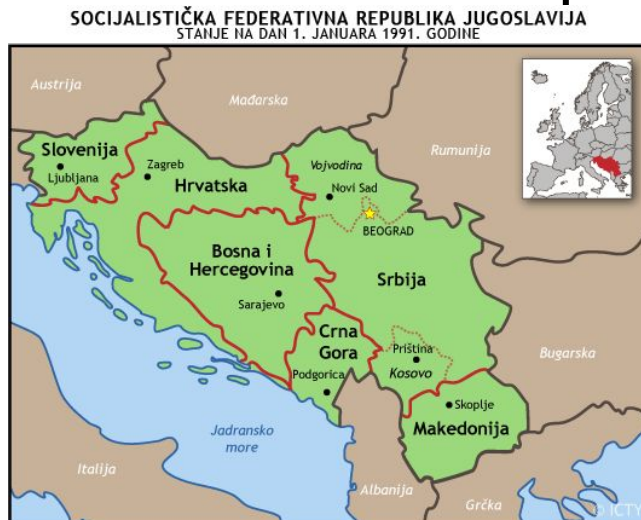 SOCIJALISTIČKA FEDERATIVNA REPUBLIKA JUGOSLAVIJA
STANJE NA DAN 1. JANUARA 1991. GODINE
Austrija
Mađarska
Rumunija
Slovenija
Ljubljana
Zagreb
Hrvatska
Vojvodina
Novi Sad
BEOGRAD
Bosna i
Hercegovina
Sarajevo
Srbija
Crna
Gora
Podgorica
Priština
Kosovo
Bugarska
Skoplje
Makedonija
Jadransko
more
Italija
Albanija
Grčka
© ICTY